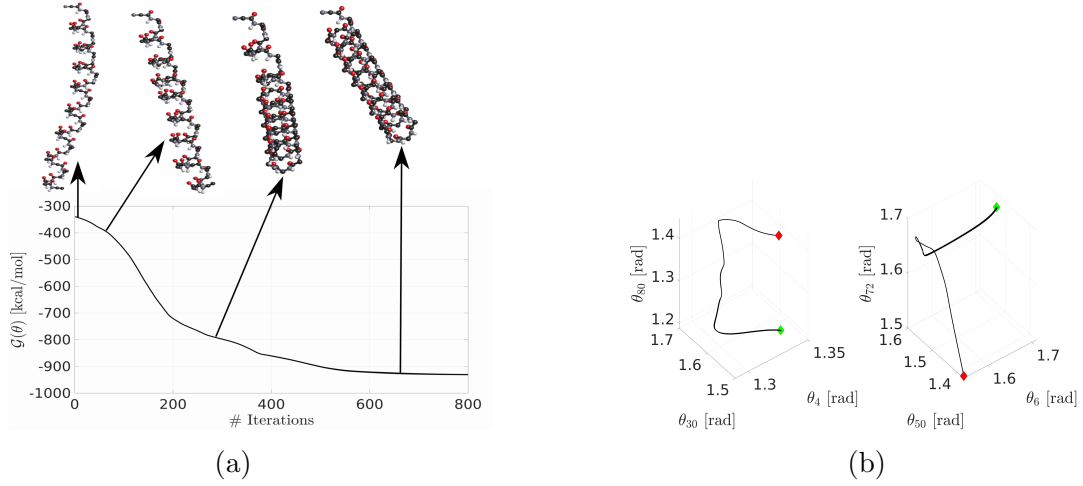 -300
-400
-500
-600
-700
-800
-900
-1000
𝒢(θ) [kcal/mol]
0
200
400
600
800
# Iterations
(a)
1.4
1.3
1.2
θ₈₀ [rad]
1.7
1.6
1.5
θ₃₀ [rad]
1.3
1.35
θ₄ [rad]
1.7
1.6
1.5
θ₇₂ [rad]
1.6
1.5
1.4
θ₅₀ [rad]
1.6
1.7
θ₆ [rad]
(b)